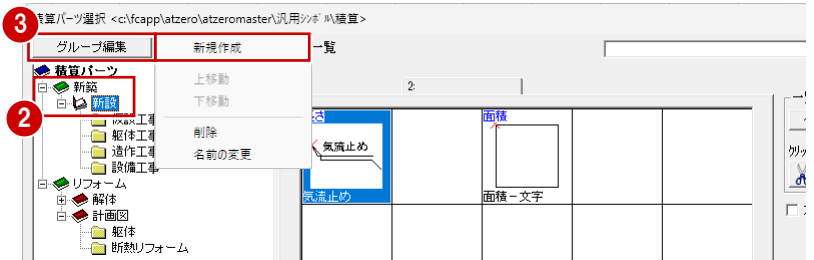 積算パーツ選択 <c:\fcapp\atzero\atzeromaster\汎用ｼﾝﾎﾞﾙ\積算>
3
グループ編集
新規作成
一覧
上移動
下移動
削除
名前の変更
2
積算パーツ
新築
新設
仮設工事
躯体工事
造作工事
設備工事
リフォーム
解体
計画図
躯体
断熱リフォーム
2:
気流止め
気流止め
面積
面積－文字